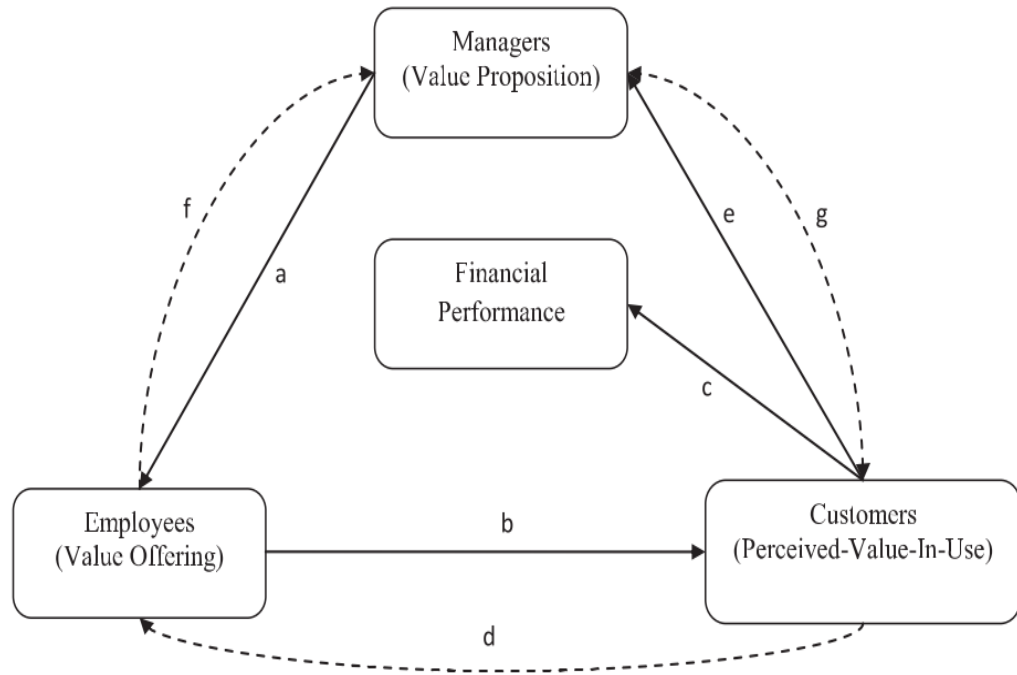 Managers
(Value Proposition)
f
e
g
a
Financial
Performance
c
Employees
(Value Offering)
b
Customers
(Perceived-Value-In-Use)
d